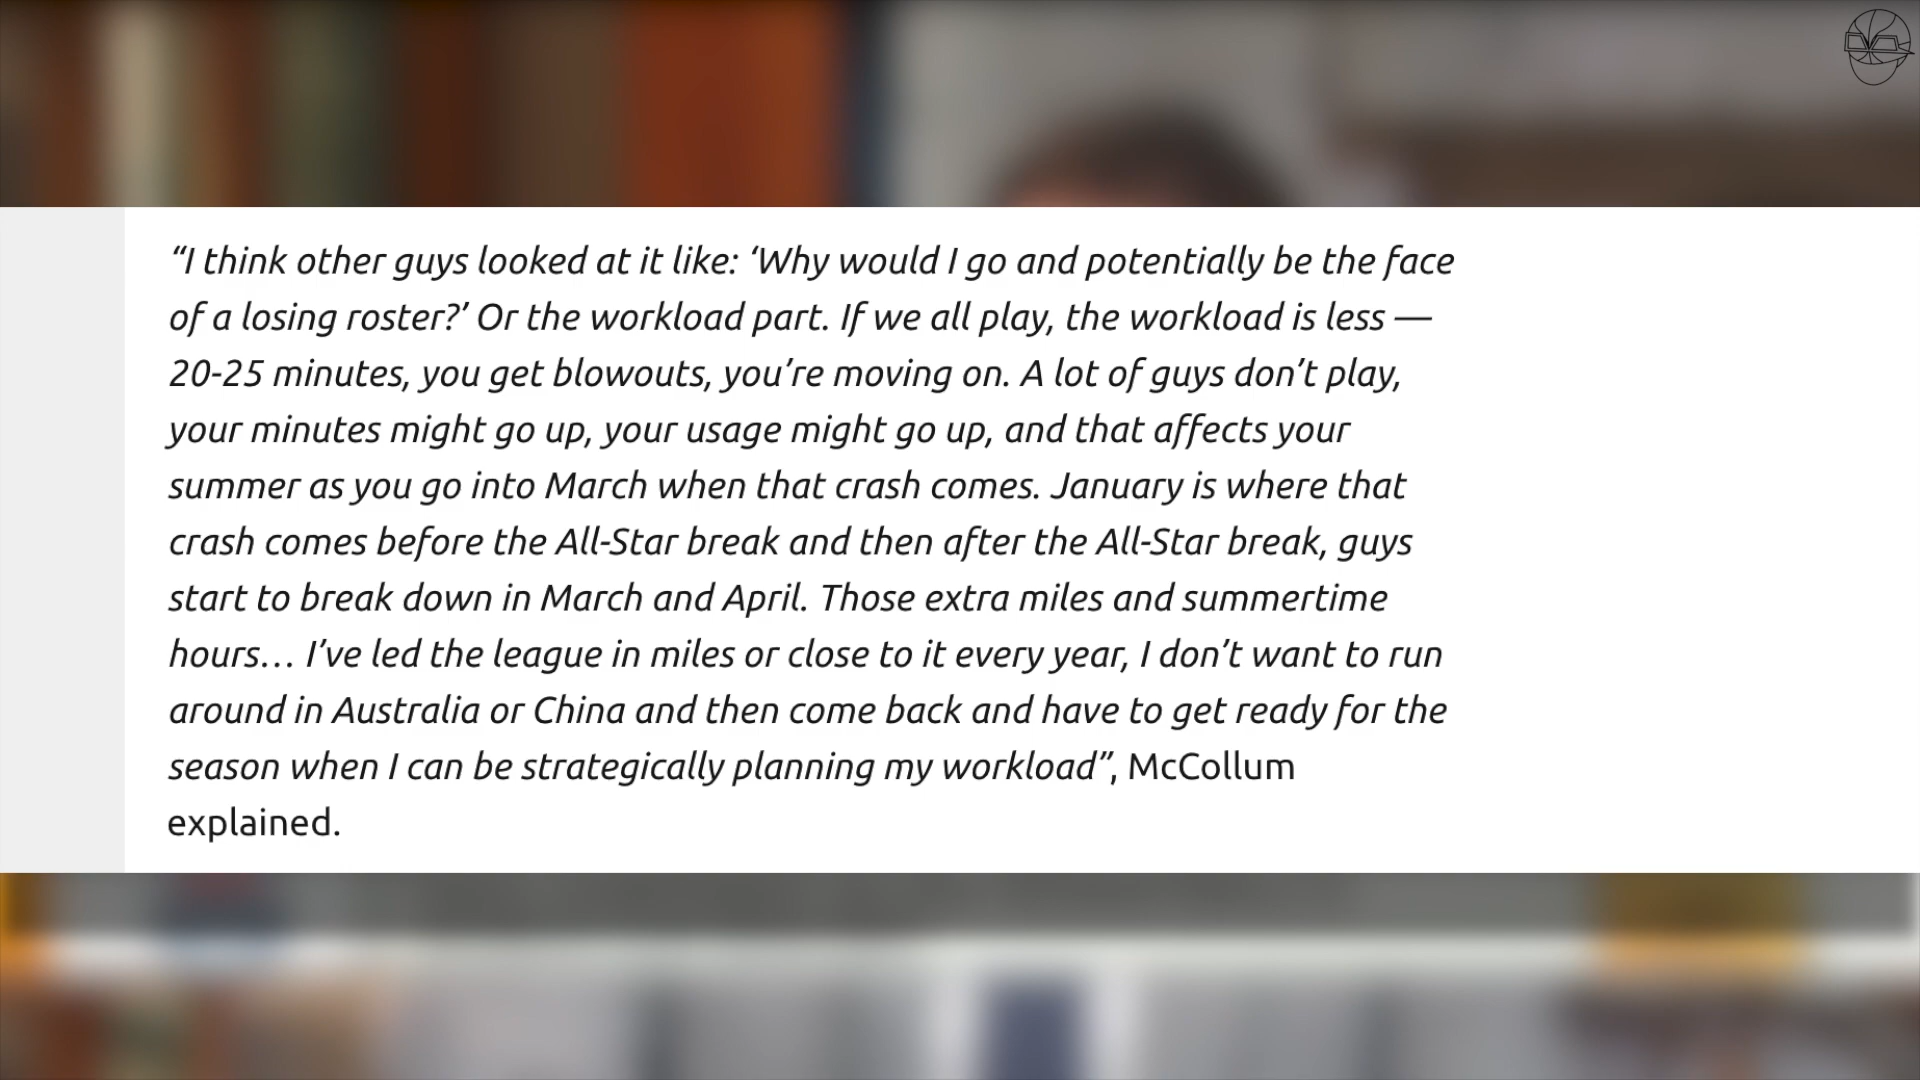 “I think other guys looked at it like: ‘Why would I go and potentially be the face
of a losing roster?’ Or the workload part. If we all play, the workload is less —
20-25 minutes, you get blowouts, you’re moving on. A lot of guys don’t play,
your minutes might go up, your usage might go up, and that affects your
summer as you go into March when that crash comes. January is where that
crash comes before the All-Star break and then after the All-Star break, guys
start to break down in March and April. Those extra miles and summertime
hours… I’ve led the league in miles or close to it every year, I don’t want to run
around in Australia or China and then come back and have to get ready for the
season when I can be strategically planning my workload”, McCollum
explained.